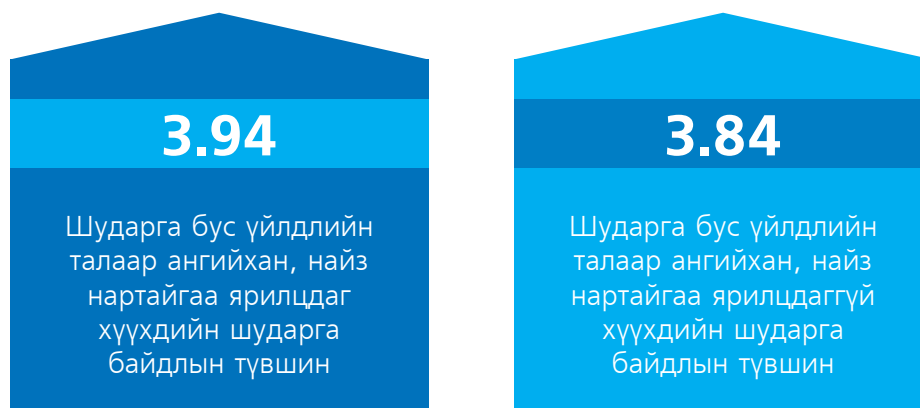 3.94
Шударга бус үйлдлийн
талаар ангийхан, найз
нартайгаа ярилцдаг
хүүхдийн шударга
байдлын түвшин
3.84
Шударга бус үйлдлийн
талаар ангийхан, найз
нартайгаа ярилцдаггүй
хүүхдийн шударга
байдлын түвшин